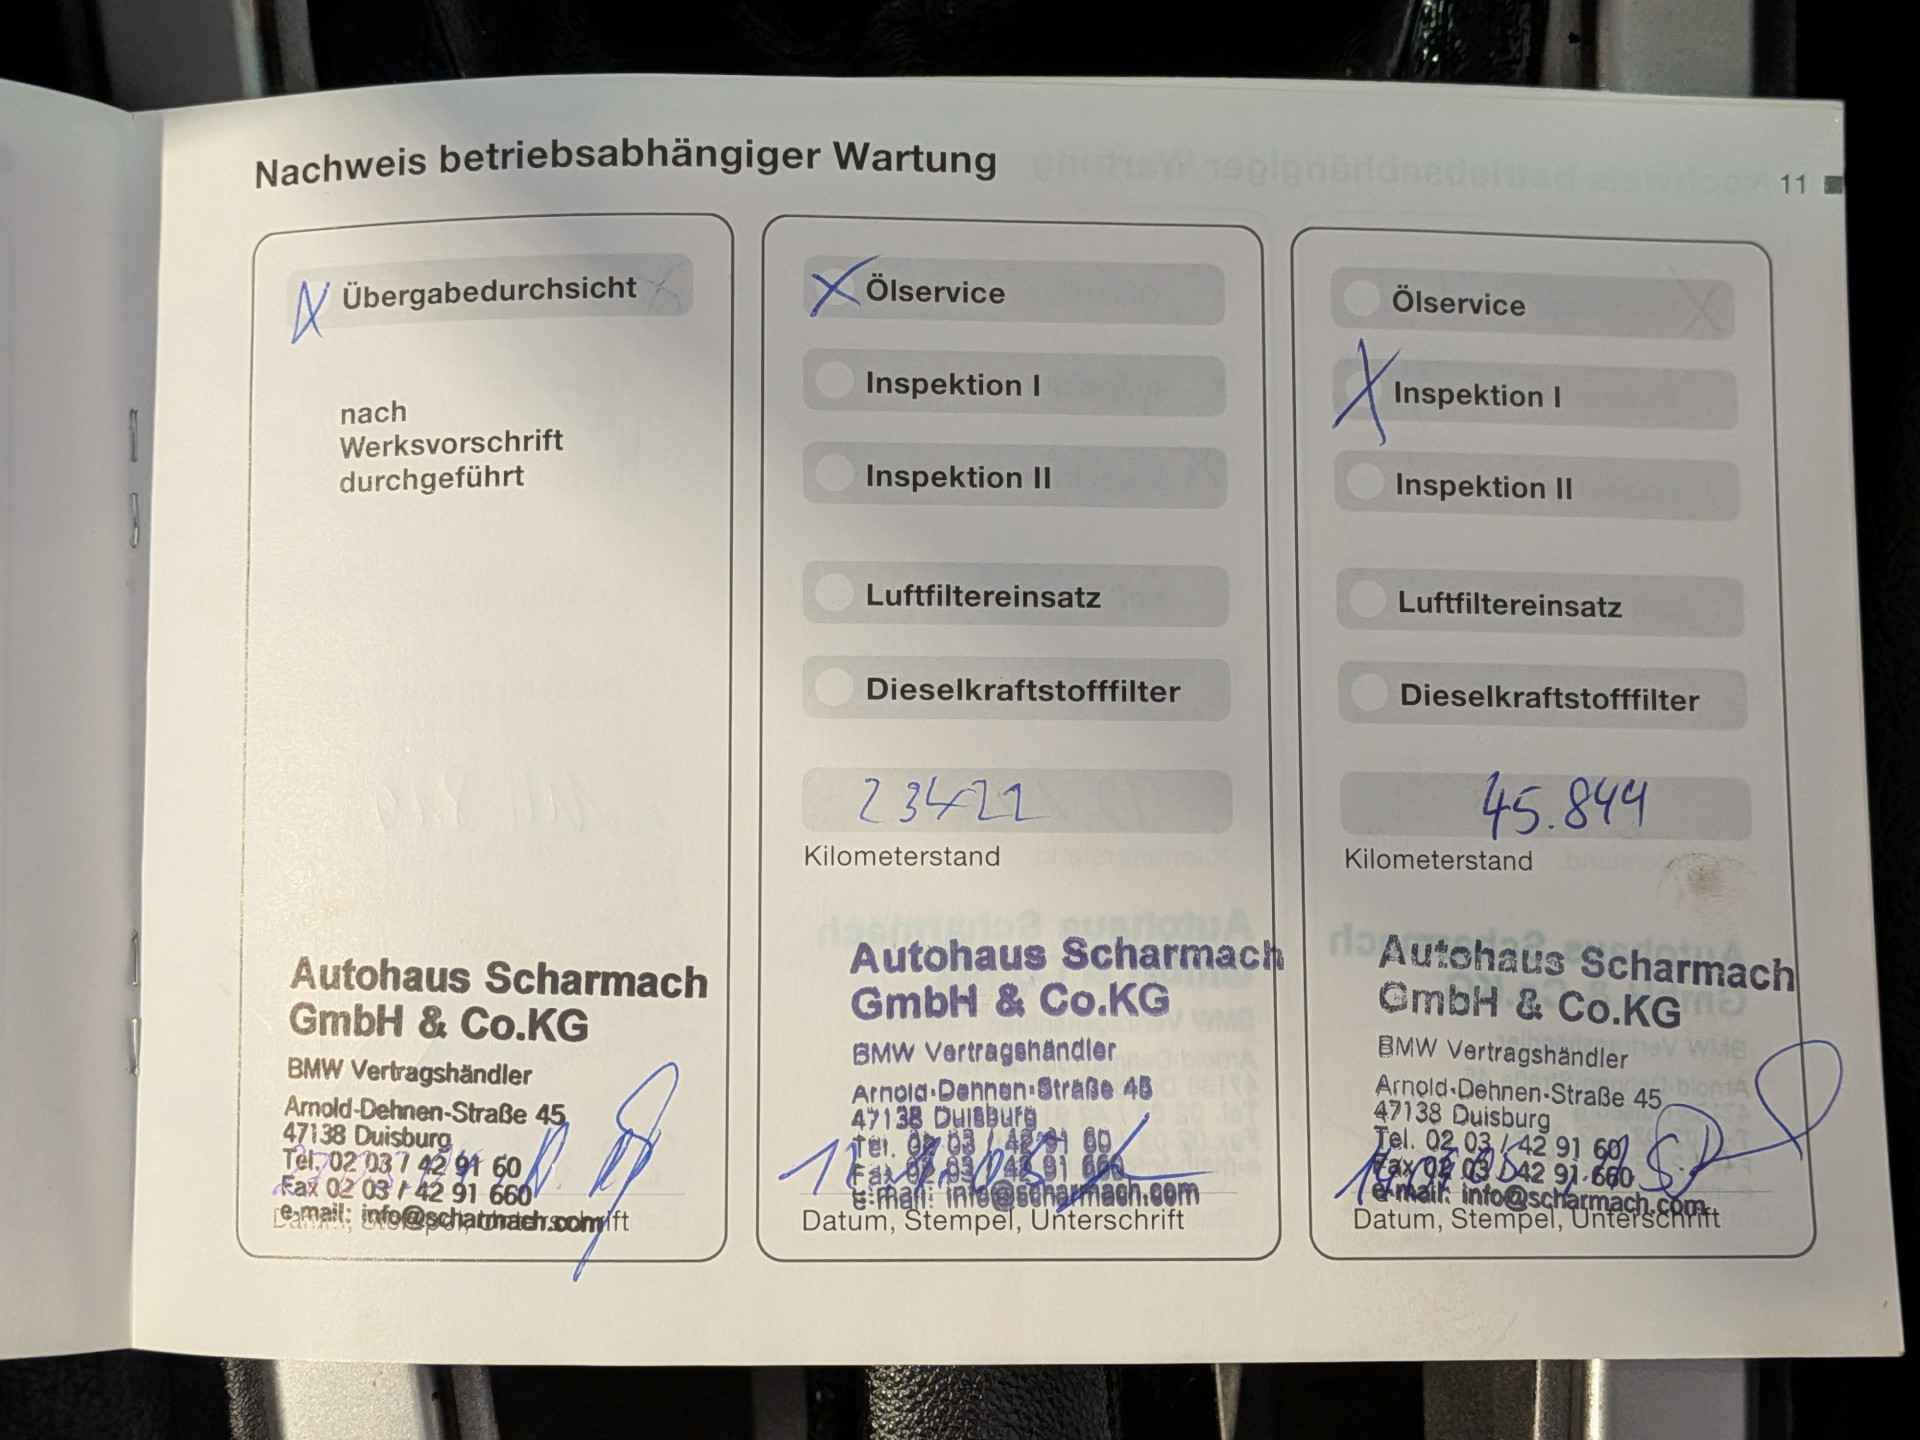 Nachweis betriebsabhängiger Wartung
11
Übergabedurchsicht
nach
Werksvorschrift
durchgeführt
Autohaus Scharmach
GmbH & Co.KG
BMW Vertragshändler
Arnold-Dehnen-Straße 45
47138 Duisburg
Tel. 02 03 / 42 91 60
Fax 02 03 / 42 91 660
e-mail: info@scharmach.com
Ölservice
Inspektion I
Inspektion II
Luftfiltereinsatz
Dieselkraftstofffilter
23422
Kilometerstand
Autohaus Scharmach
GmbH & Co.KG
BMW Vertragshändler
Arnold-Dehnen-Straße 45
47138 Duisburg
Tel. 02 03 / 42 91 60
Fax 02 03 / 42 91 660
e-mail: info@scharmach.com
Datum, Stempel, Unterschrift
Ölservice
Inspektion I
Inspektion II
Luftfiltereinsatz
Dieselkraftstofffilter
45.844
Kilometerstand
Autohaus Scharmach
GmbH & Co.KG
BMW Vertragshändler
Arnold-Dehnen-Straße 45
47138 Duisburg
Tel. 02 03 / 42 91 60
Fax 02 03 / 42 91 660
e-mail: info@scharmach.com
Datum, Stempel, Unterschrift